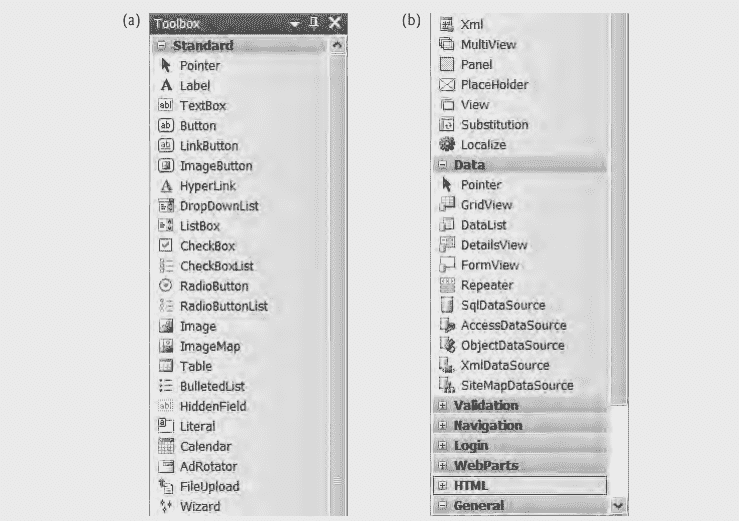 (a)
Toolbox
Standard
Pointer
Label
TextBox
Button
LinkButton
ImageButton
HyperLink
DropDownList
ListBox
CheckBox
CheckBoxList
RadioButton
RadioButtonList
Image
ImageMap
Table
BulletedList
HiddenField
Literal
Calendar
AdRotator
FileUpload
Wizard
(b)
Xml
MultiView
Panel
PlaceHolder
View
Substitution
Localize
Data
Pointer
GridView
DataList
DetailsView
FormView
Repeater
SqlDataSource
AccessDataSource
ObjectDataSource
XmlDataSource
SiteMapDataSource
Validation
Navigation
Login
WebParts
HTML
General